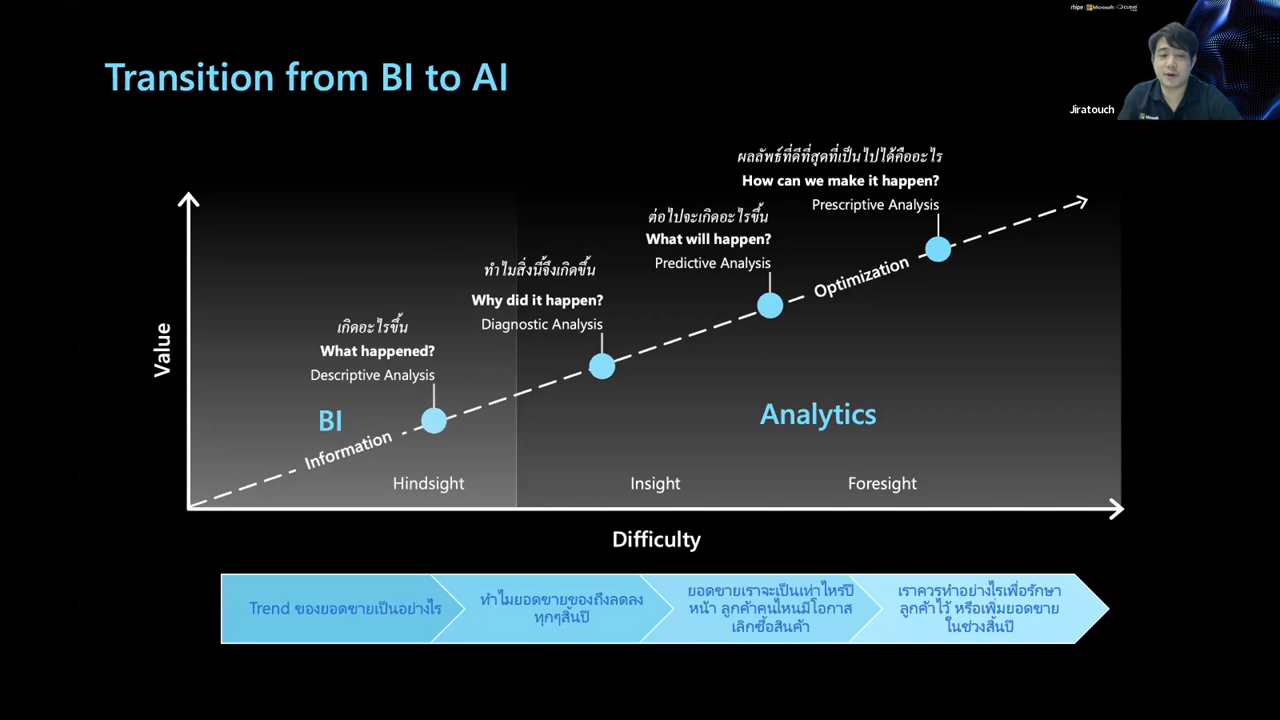 rhipe Microsoft CLOUD
Transition from BI to AI
Jiratouch
ผลลัพธ์ที่ดีที่สุดที่เป็นไปได้คืออะไร
How can we make it happen?
Prescriptive Analysis
ต่อไปจะเกิดอะไรขึ้น
What will happen?
Predictive Analysis
Optimization
ทำไมสิ่งนี้จึงเกิดขึ้น
Why did it happen?
Diagnostic Analysis
เกิดอะไรขึ้น
What happened?
Descriptive Analysis
Value
BI
Analytics
Information
Hindsight
Insight
Foresight
Difficulty
Trend ของยอดขายเป็นอย่างไร
ทำไมยอดขายของถึงลดลง
ทุกๆสิ้นปี
ยอดขายเราจะเป็นเท่าไหร่ปี
หน้า ลูกค้าคนไหนมีโอกาส
เลิกซื้อสินค้า
เราควรทำอย่างไรเพื่อรักษา
ลูกค้าไว้ หรือเพิ่มยอดขาย
ในช่วงสิ้นปี